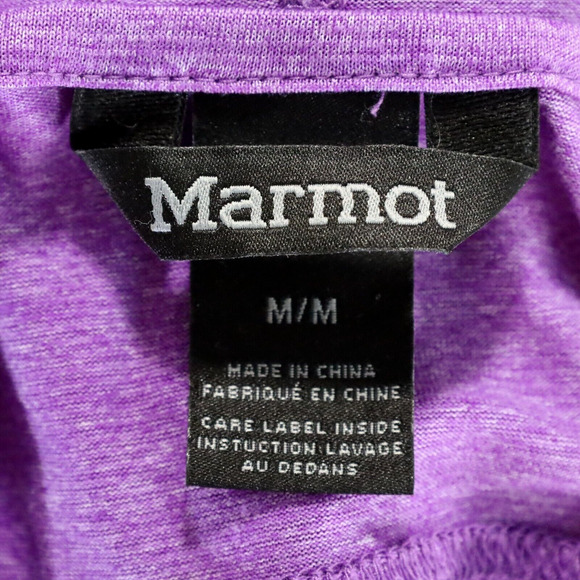 Marmot
M/M
MADE IN CHINA
FABRIQUÉ EN CHINE
CARE LABEL INSIDE
INSTUCTION LAVAGE
AU DEDANS